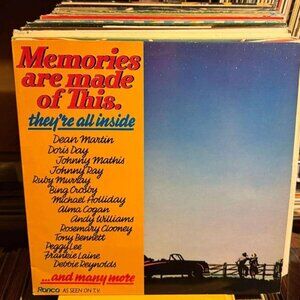 Memories
are made
of This.
they're all inside
Dean Martin
Doris Day
Johnny Mathis
Johnny Ray
Ruby Murray
Bing Crosby
Michael Holliday
Alma Cogan
Andy Williams
Rosemary Clooney
Tony Bennett
Peggy Lee
Frankie Laine
Debbie Reynolds
...and many more
Ronco AS SEEN ON T.V.